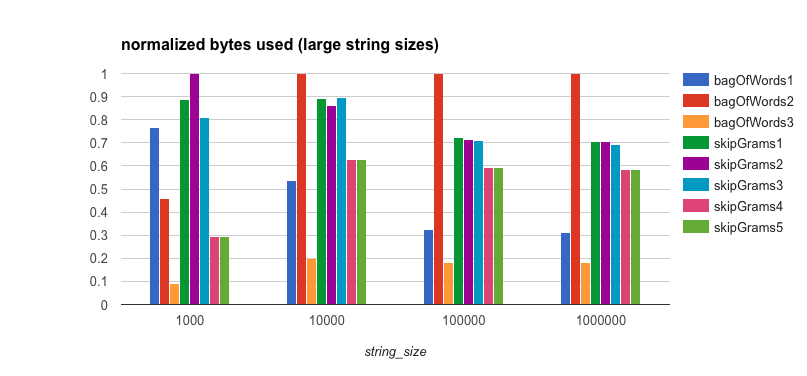 normalized bytes used (large string sizes)
1
0.9
0.8
0.7
0.6
0.5
0.4
0.3
0.2
0.1
0
1000
10000
100000
1000000
string_size
bagOfWords1
bagOfWords2
bagOfWords3
skipGrams1
skipGrams2
skipGrams3
skipGrams4
skipGrams5